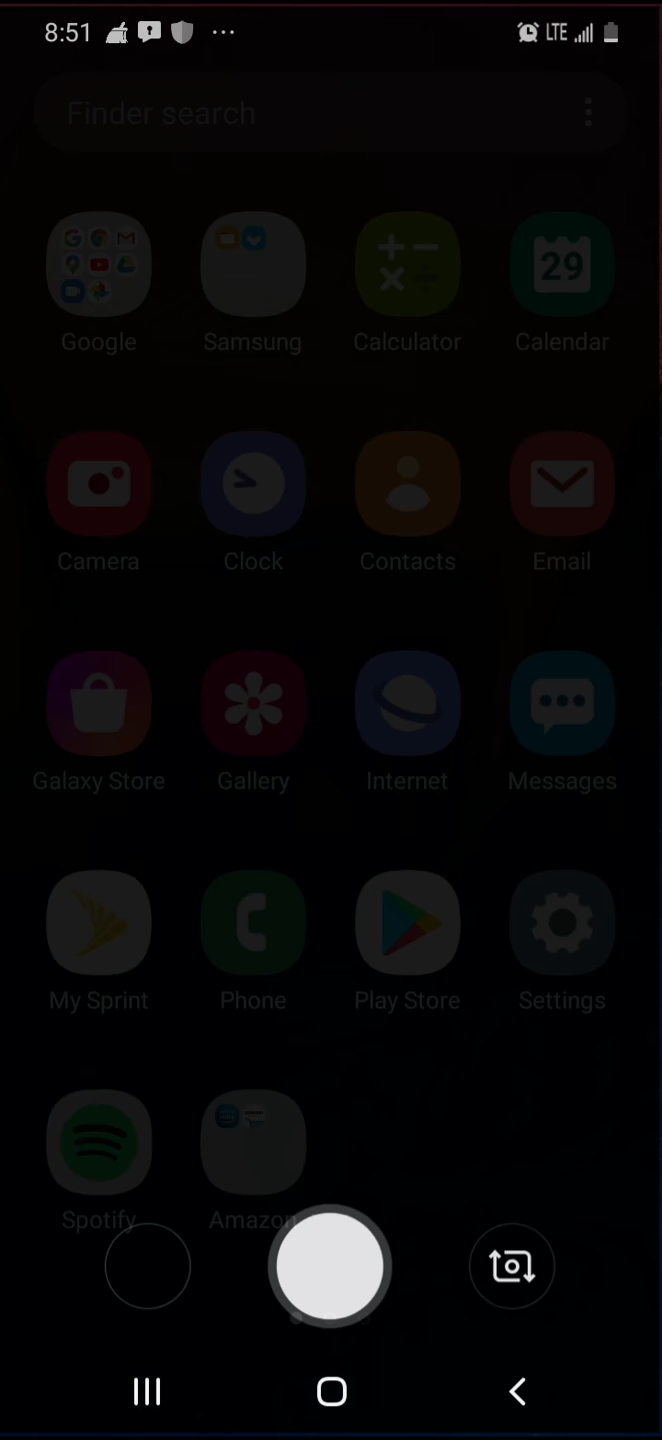 8:51 LTE
Finder search
29
Google Samsung Calculator Calendar
Camera Clock Contacts Email
Galaxy Store Gallery Internet Messages
My Sprint Phone Play Store Settings
Spotify Amazon